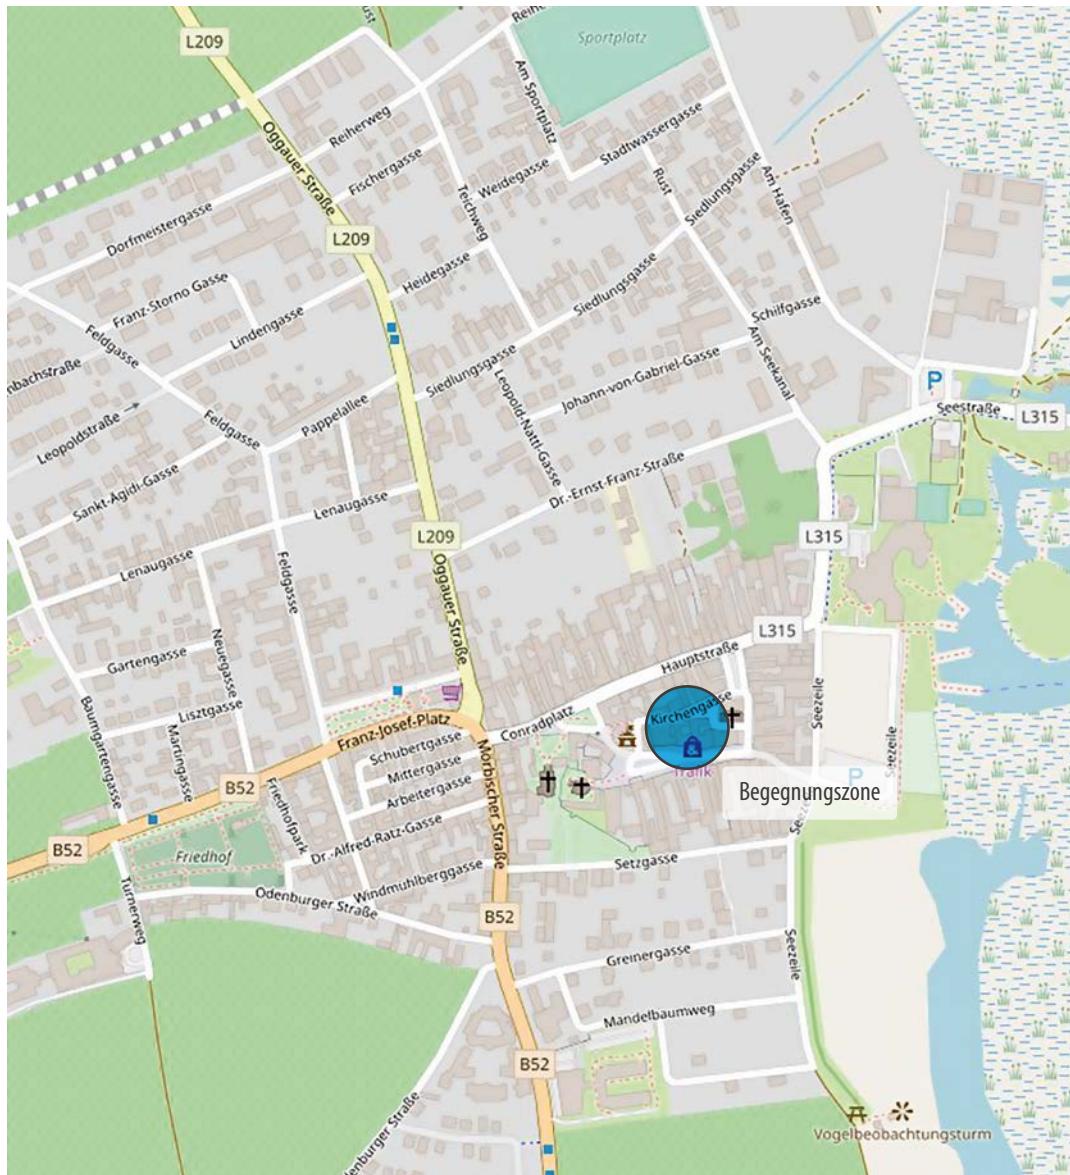 L209
Sportplatz
Am Sportplatz
Reiherweg
Oggauer Straße
Stadtwassergasse
Fischergasse
Weidegasse
Rust
Siedlungsgasse
Am Hafen
Teichweg
Dorfmeistergasse
L209
Heidegasse
Siedlungsgasse
Franz-Storno Gasse
Lindengasse
Schilfgasse
Feldgasse
Am Seekanal
Siedlungsgasse
Johann-von-Gabriel-Gasse
Leopold-Nattl-Gasse
P
Pappelallee
Seestraße
L315
Leopoldstraße
Feldgasse
Sankt-Ägidi-Gasse
Dr.-Ernst-Franz-Straße
Lenaugasse
L209
L315
Lenaugasse
Feldgasse
Oggauer Straße
L315
Gartengasse
Neuegasse
Hauptstraße
Kirchengasse
Seezeile
Seezeile
Lisztgasse
Baumgartengasse
Martingasse
Franz-Josef-Platz
Conradplatz
Schubertgasse
Mittergasse
Arbeitergasse
Mörbischer Straße
Trafik
P
B52
Begegnungszone
Friedhofpark
B52
Friedhof
Dr.-Alfred-Ratz-Gasse
Setzgasse
Windmühlberggasse
Turnerweg
Ödenburger Straße
B52
Seezeile
Greinergasse
Mandelbaumweg
B52
Vogelbeobachtungsturm